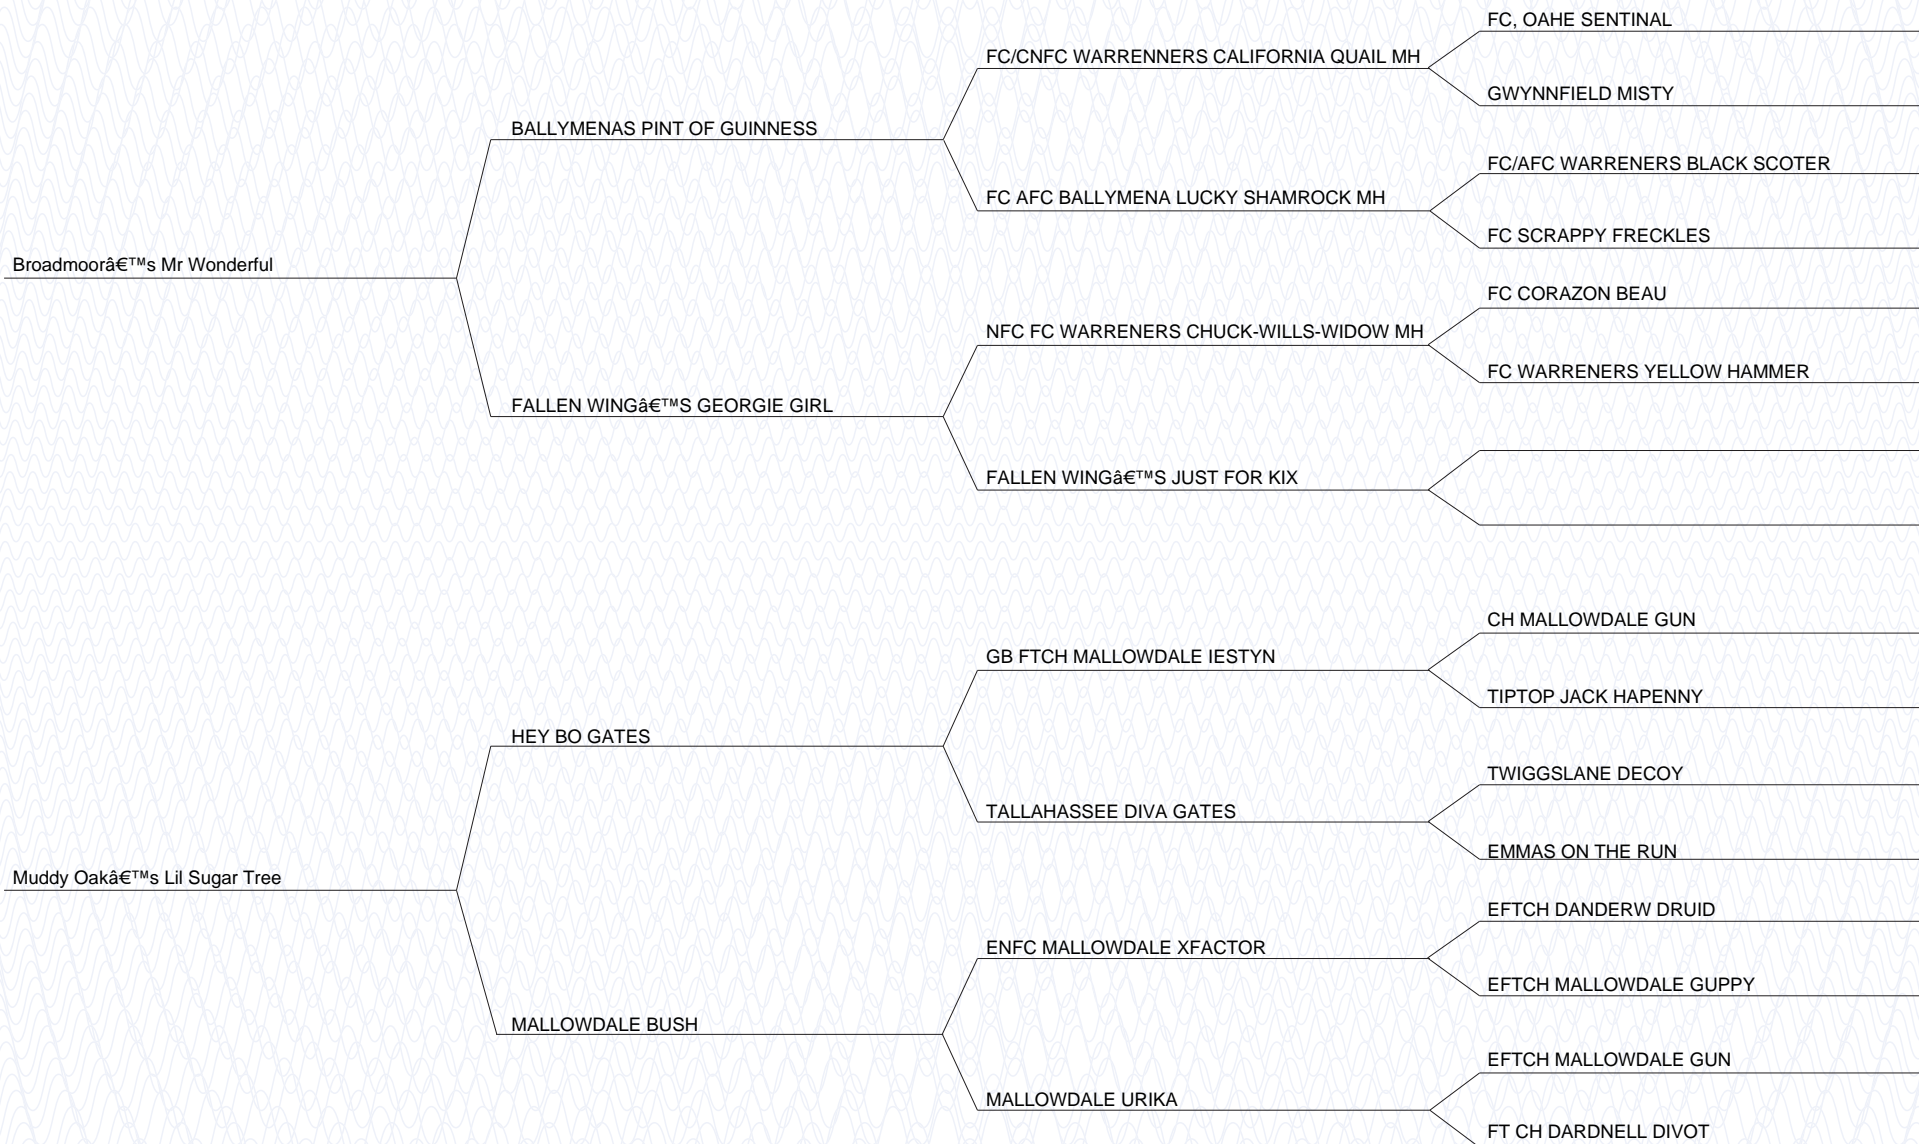 FC, OAHE SENTINAL
FC/CNFC WARRENNERS CALIFORNIA QUAIL MH
GWYNNFIELD MISTY
BALLYMENAS PINT OF GUINNESS
FC/AFC WARRENERS BLACK SCOTER
FC AFC BALLYMENA LUCKY SHAMROCK MH
FC SCRAPPY FRECKLES
Broadmoorâ€™s Mr Wonderful
FC CORAZON BEAU
NFC FC WARRENERS CHUCK-WILLS-WIDOW MH
FC WARRENERS YELLOW HAMMER
FALLEN WINGâ€™S GEORGIE GIRL
FALLEN WINGâ€™S JUST FOR KIX
CH MALLOWDALE GUN
GB FTCH MALLOWDALE IESTYN
TIPTOP JACK HAPENNY
HEY BO GATES
TWIGGSLANE DECOY
TALLAHASSEE DIVA GATES
EMMAS ON THE RUN
Muddy Oakâ€™s Lil Sugar Tree
EFTCH DANDERW DRUID
ENFC MALLOWDALE XFACTOR
EFTCH MALLOWDALE GUPPY
MALLOWDALE BUSH
EFTCH MALLOWDALE GUN
MALLOWDALE URIKA
FT CH DARDNELL DIVOT